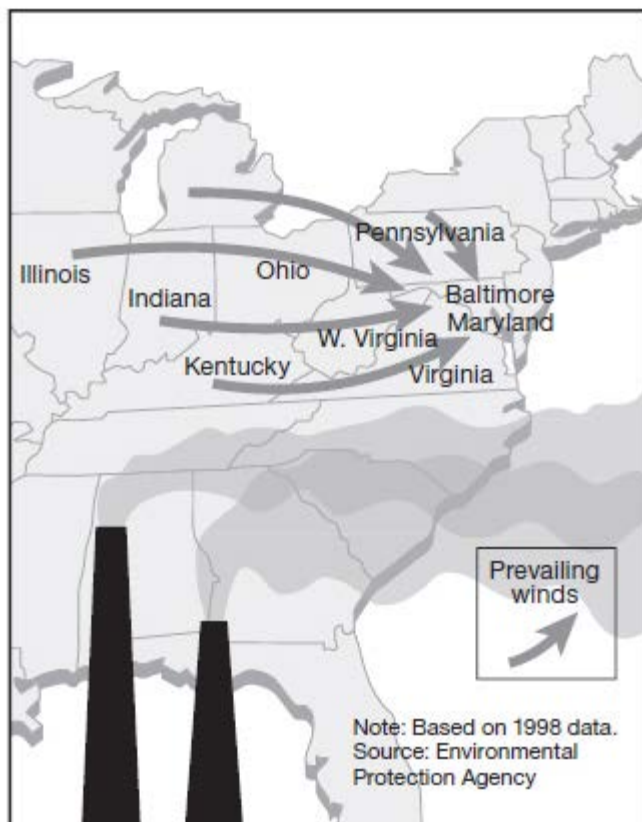 Pennsylvania
Illinois
Ohio
Indiana
Baltimore
Maryland
W. Virginia
Kentucky
Virginia
Prevailing
winds
Note: Based on 1998 data.
Source: Environmental
Protection Agency